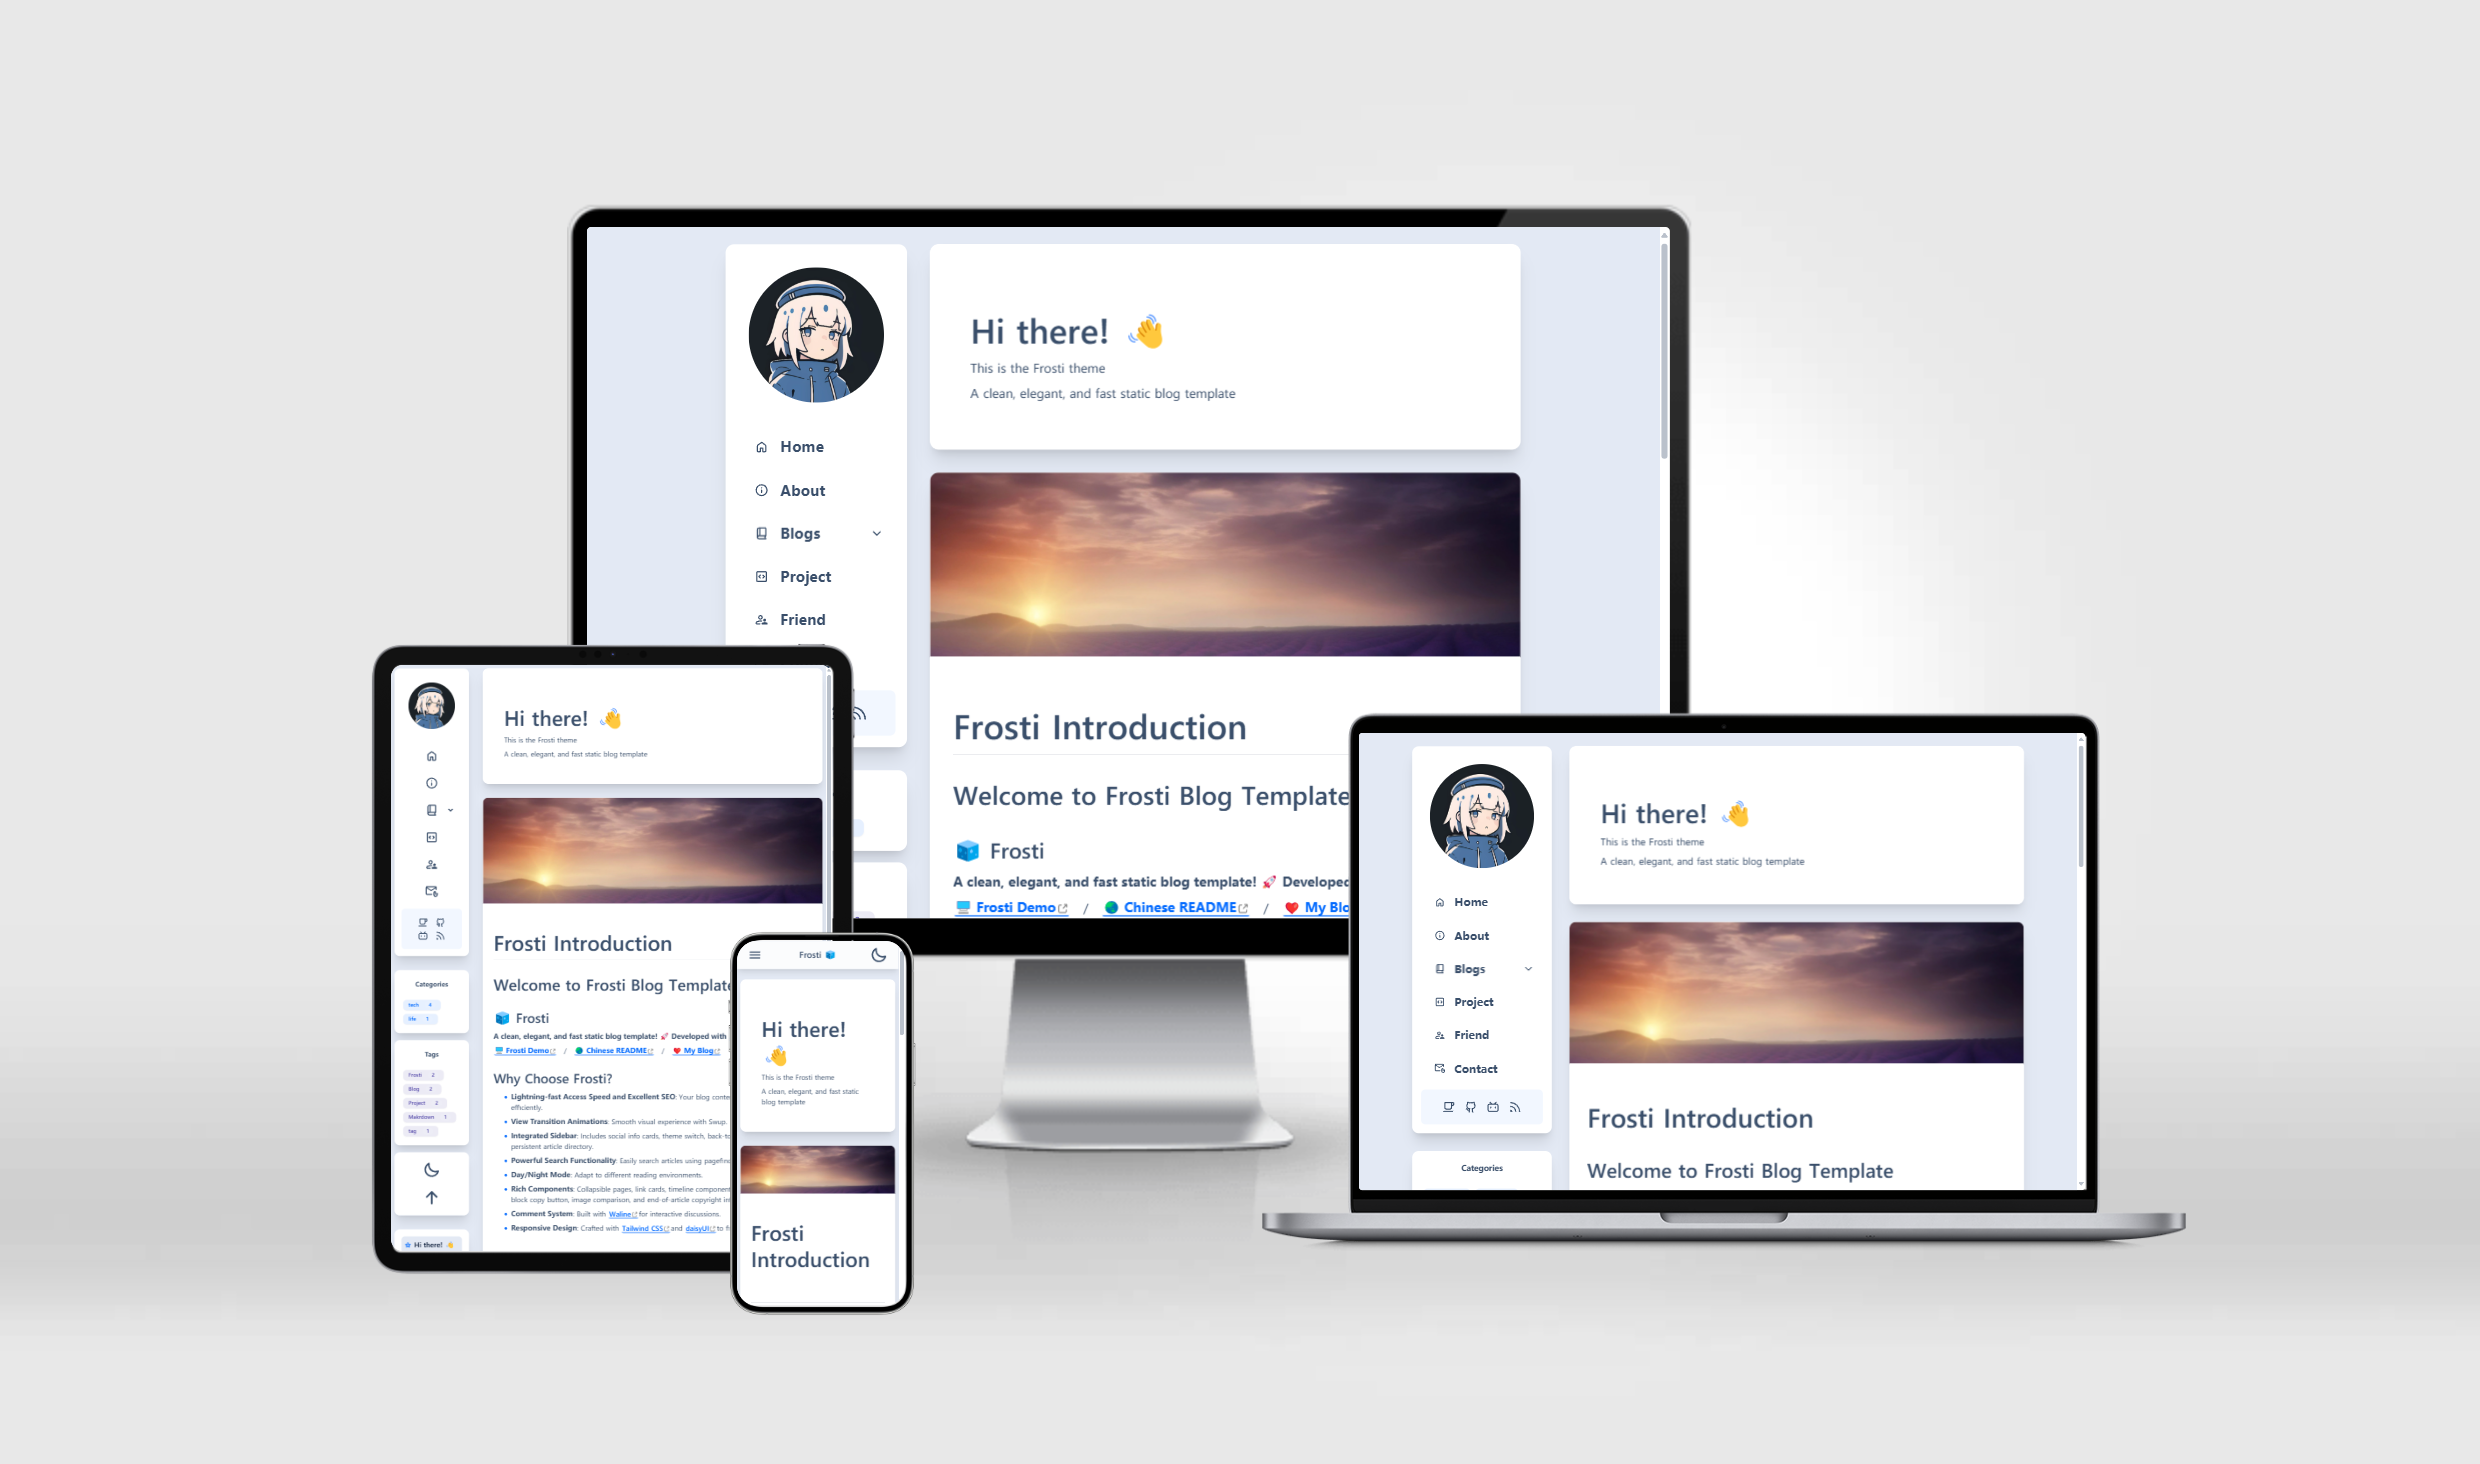 Home
About
Blogs
Project
Friend
Hi there! 👋
This is the Frosti theme
A clean, elegant, and fast static blog template
Frosti Introduction
Welcome to Frosti Blog Template
Frosti
A clean, elegant, and fast static blog template! 🚀 Developed
Frosti Demo / Chinese README / My Blo
Categories
tech 4
life 1
Tags
Frosti 2
Blog 2
Project 2
Makrdown 1
tag 1
Hi there! 👋
Hi there! 👋
This is the Frosti theme
A clean, elegant, and fast static blog template
Frosti Introduction
Welcome to Frosti Blog Templat
Frosti
A clean, elegant, and fast static blog template! 🚀 Developed with
Frosti Demo / Chinese README / My Blog
Why Choose Frosti?
Lightning-fast Access Speed and Excellent SEO: Your blog conte
efficiently.
View Transition Animations: Smooth visual experience with Swup.
Integrated Sidebar: Includes social info cards, theme switch, back-to
persistent article directory.
Powerful Search Functionality: Easily search articles using pagefin
Day/Night Mode: Adapt to different reading environments.
Rich Components: Collapsible pages, link cards, timeline component
block copy button, image comparison, and end-of-article copyright in
Comment System: Built with Waline for interactive discussions.
Responsive Design: Crafted with Tailwind CSS and daisyUI to
Frosti
Hi there!
👋
This is the Frosti theme
A clean, elegant, and fast static
blog template
Frosti
Introduction
Home
About
Blogs
Project
Friend
Contact
Categories
Hi there! 👋
This is the Frosti theme
A clean, elegant, and fast static blog template
Frosti Introduction
Welcome to Frosti Blog Template